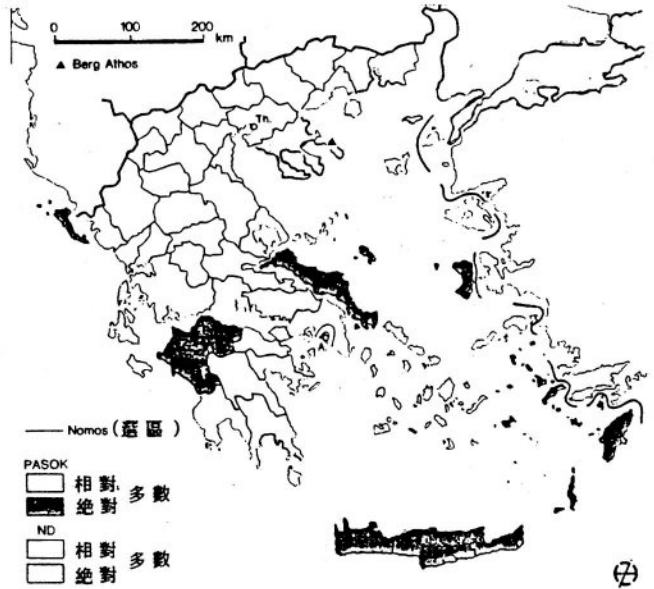 0 100 200
km
▲ Berg Athos
Th.
A.
Nomos (選區)
PASOK
相對 多數
絕對
ND
相對 多數
絕對
N